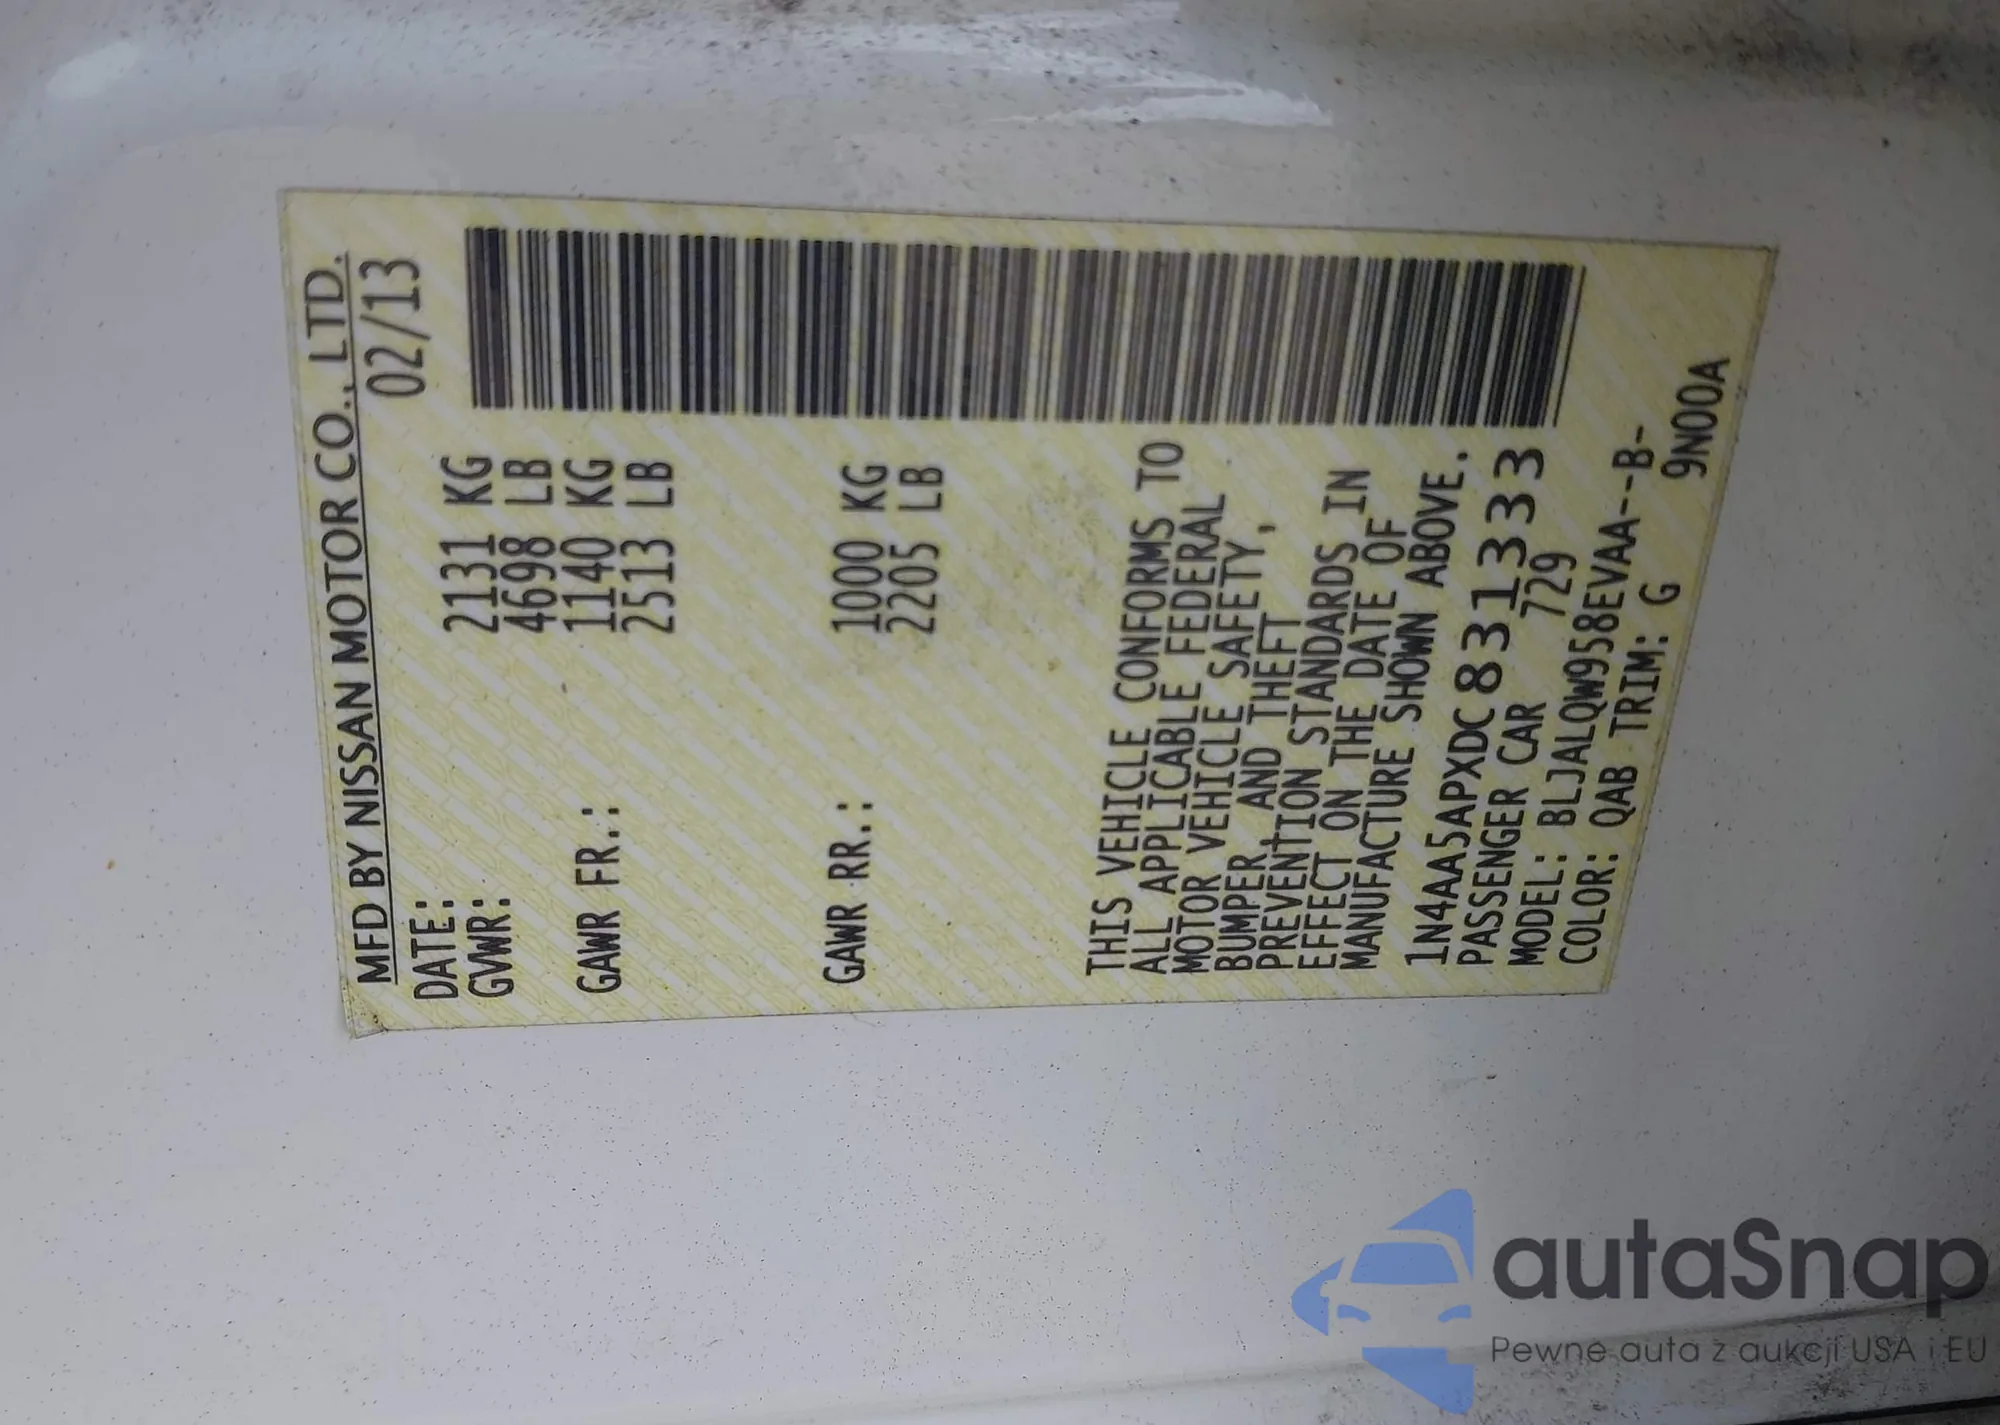 MFD BY NISSAN MOTOR CO., LTD.
DATE: 02/13
GVWR: 2131 KG
4698 LB
GAWR FR.: 1140 KG
2513 LB
GAWR RR.: 1000 KG
2205 LB
THIS VEHICLE CONFORMS TO
ALL APPLICABLE FEDERAL
MOTOR VEHICLE SAFETY,
BUMPER, AND THEFT
PREVENTION STANDARDS IN
EFFECT ON THE DATE OF
MANUFACTURE SHOWN ABOVE.
1N4AA5APXDC831333
PASSENGER CAR 729
MODEL: BLJALQW958EVAA--B-
COLOR: QAB TRIM: G
9N00A
autaSnap
Pewne auta z aukcji USA i EU